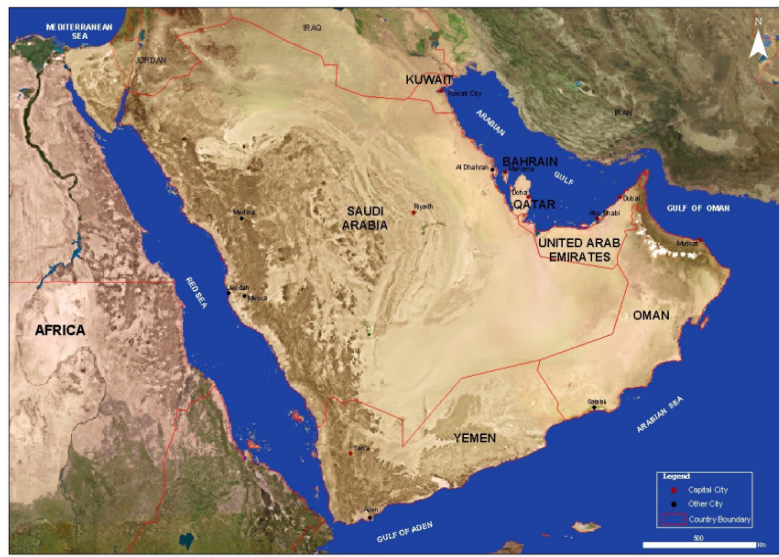 MEDITERRANEAN
SEA
IRAQ
N
JORDAN
KUWAIT
Kuwait City
IRAN
ARABIAN
GULF
Al Dhahran
BAHRAIN
Manama
Doha
QATAR
Dubai
GULF OF OMAN
Medina
SAUDI
ARABIA
Riyadh
Abu Dhabi
UNITED ARAB
EMIRATES
Muscat
RED SEA
Jeddah
Mecca
AFRICA
OMAN
Salalah
ARABIAN SEA
YEMEN
San'a
Aden
GULF OF ADEN
Legend
Capital City
Other City
Country Boundary
500
Km